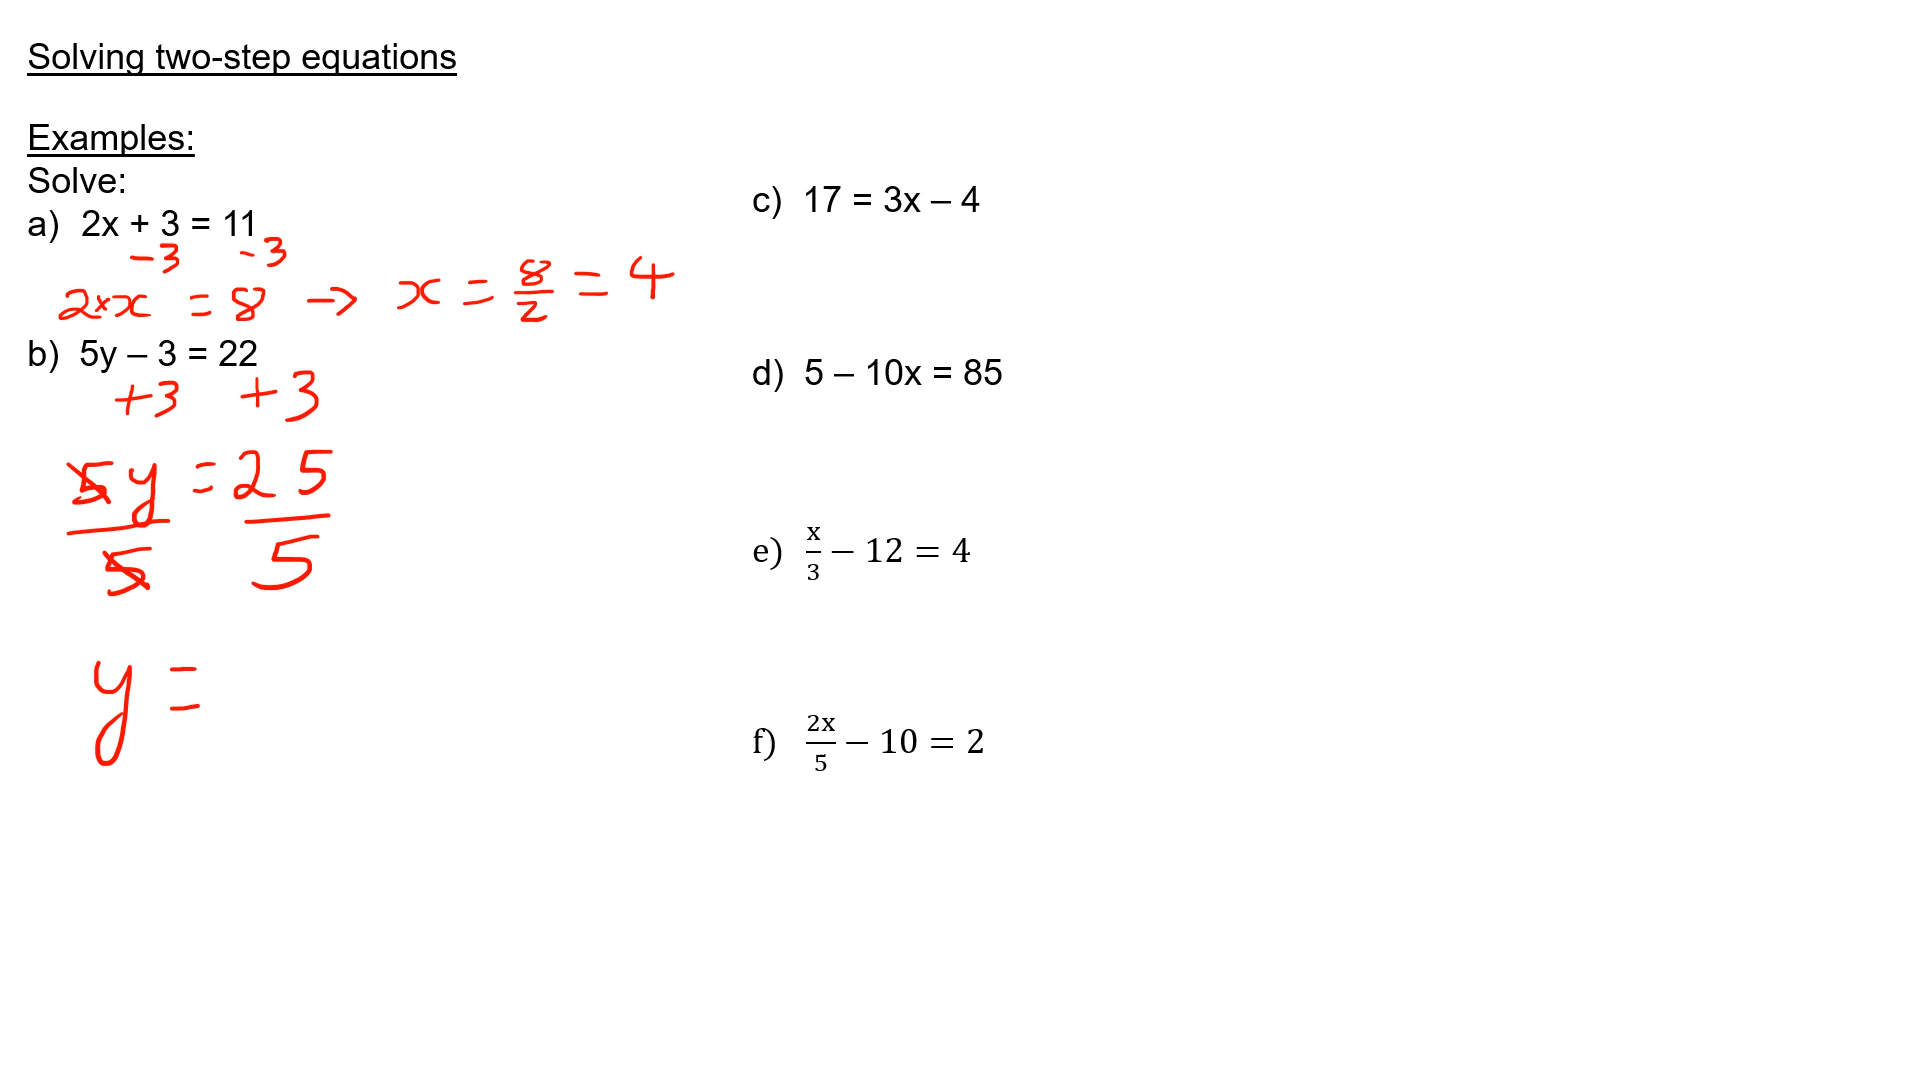 Solving two-step equations
Examples:
Solve:
a) 2x + 3 = 11
-3 -3
2×x = 8 → x = 8/2 = 4
b) 5y – 3 = 22
+3 +3
5y = 25
5 5
y =
c) 17 = 3x – 4
d) 5 – 10x = 85
e) x/3 − 12 = 4
f) 2x/5 − 10 = 2